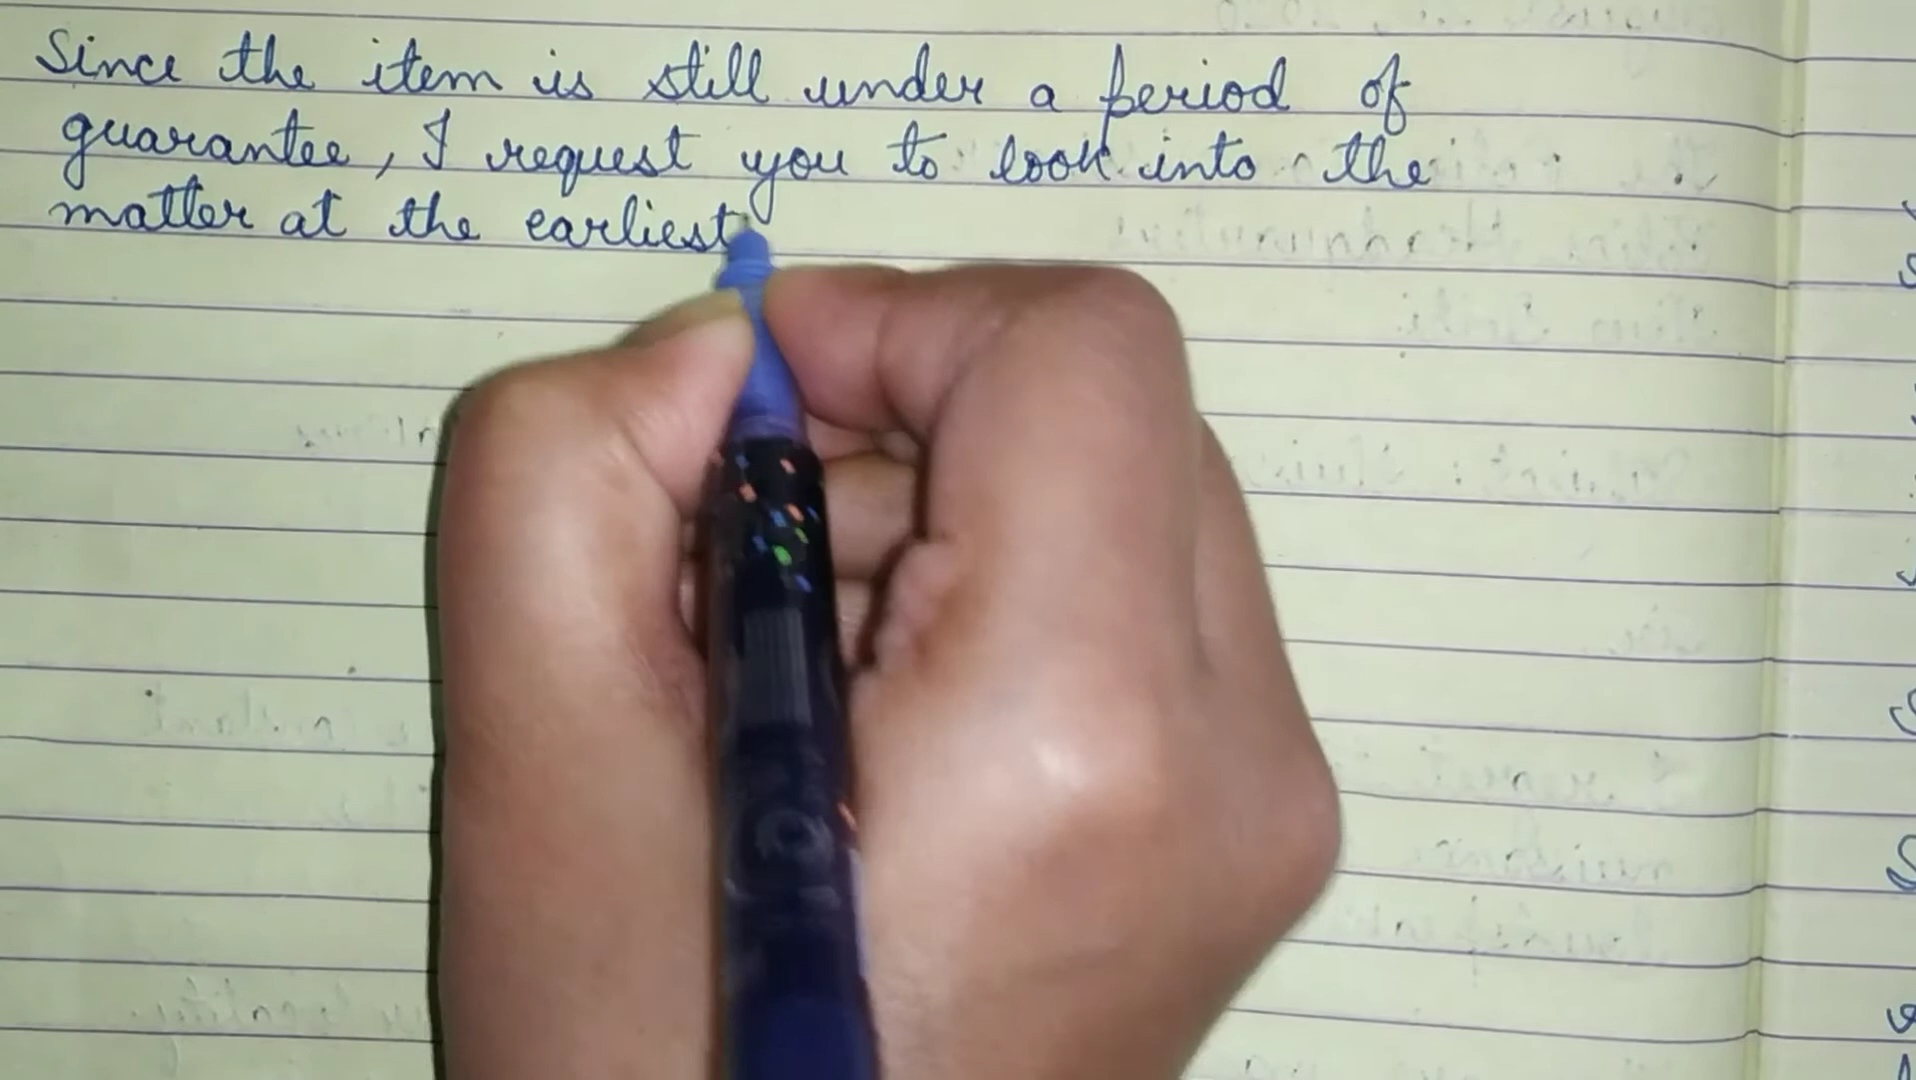 Since the item is still under a period of
guarantee, I request you to look into the
matter at the earliest